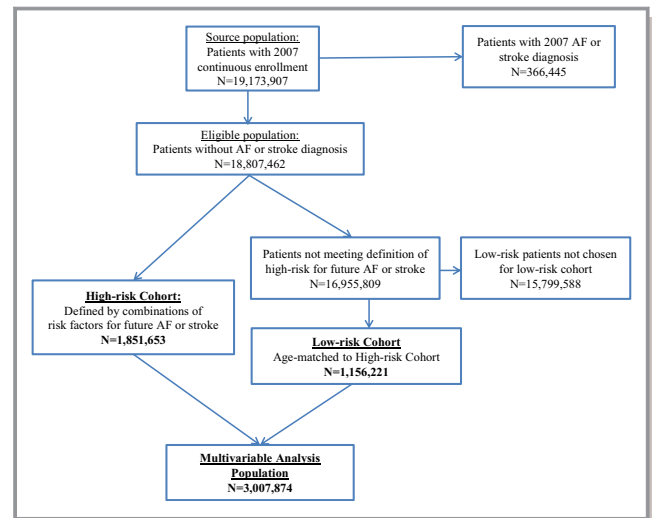 Source population:
Patients with 2007
continuous enrollment
N=19,173,907
Patients with 2007 AF or
stroke diagnosis
N=366,445
Eligible population:
Patients without AF or stroke diagnosis
N=18,807,462
Patients not meeting definition of
high-risk for future AF or stroke
N=16,955,809
Low-risk patients not chosen
for low-risk cohort
N=15,799,588
High-risk Cohort:
Defined by combinations of
risk factors for future AF or stroke
N=1,851,653
Low-risk Cohort
Age-matched to High-risk Cohort
N=1,156,221
Multivariable Analysis
Population
N=3,007,874